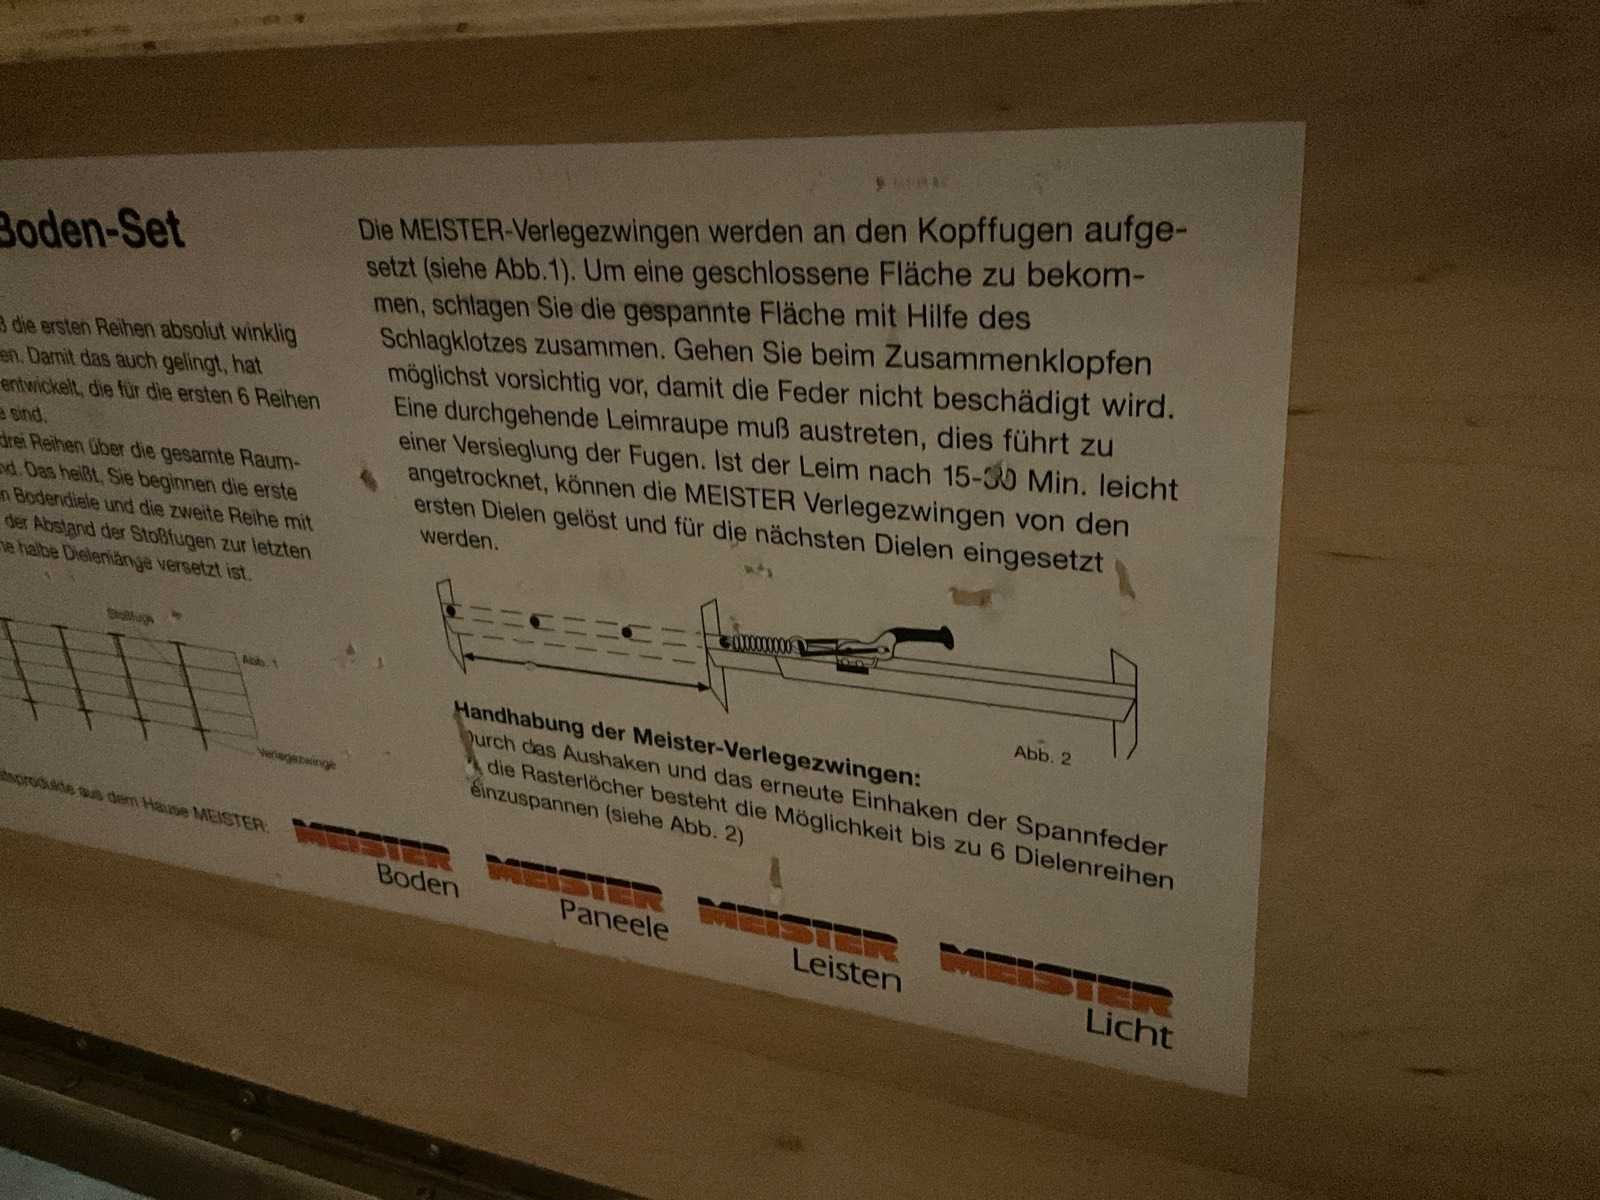 Boden-Set
die ersten Reihen absolut winklig
en. Damit das auch gelingt, hat
entwickelt, die für die ersten 6 Reihen
sind.
drei Reihen über die gesamte Raum-
nd. Das heißt, Sie beginnen die erste
n Bodendiele und die zweite Reihe mit
der Abstand der Stoßfugen zur letzten
ne halbe Dielenlänge versetzt ist.
Stoßfuge
Abb. 1
Verlegezwinge
ätsprodukte aus dem Hause MEISTER:
Die MEISTER-Verlegezwingen werden an den Kopffugen aufge-
setzt (siehe Abb.1). Um eine geschlossene Fläche zu bekom-
men, schlagen Sie die gespannte Fläche mit Hilfe des
Schlagklotzes zusammen. Gehen Sie beim Zusammenklopfen
möglichst vorsichtig vor, damit die Feder nicht beschädigt wird.
Eine durchgehende Leimraupe muß austreten, dies führt zu
einer Versieglung der Fugen. Ist der Leim nach 15-30 Min. leicht
angetrocknet, können die MEISTER Verlegezwingen von den
ersten Dielen gelöst und für die nächsten Dielen eingesetzt
werden.
Abb. 2
Handhabung der Meister-Verlegezwingen:
Durch das Aushaken und das erneute Einhaken der Spannfeder
die Rasterlöcher besteht die Möglichkeit bis zu 6 Dielenreihen
einzuspannen (siehe Abb. 2)
MEISTER
Boden
MEISTER
Paneele
MEISTER
Leisten
MEISTER
Licht